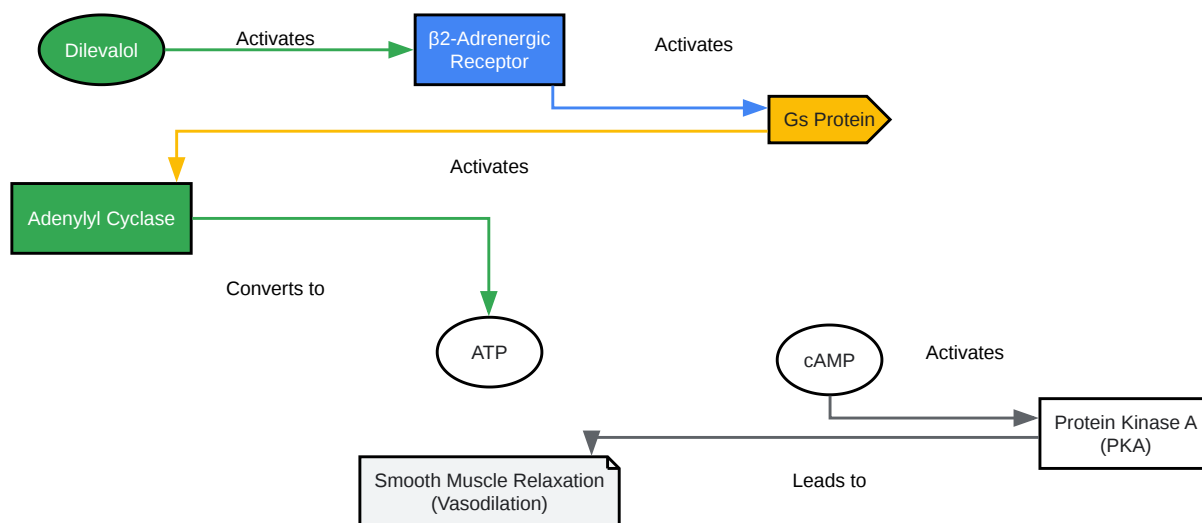 Dilevalol
Activates
β2-Adrenergic
Receptor
Activates
Gs Protein
Activates
Adenylyl Cyclase
Converts to
ATP
cAMP
Activates
Protein Kinase A
(PKA)
Leads to
Smooth Muscle Relaxation
(Vasodilation)